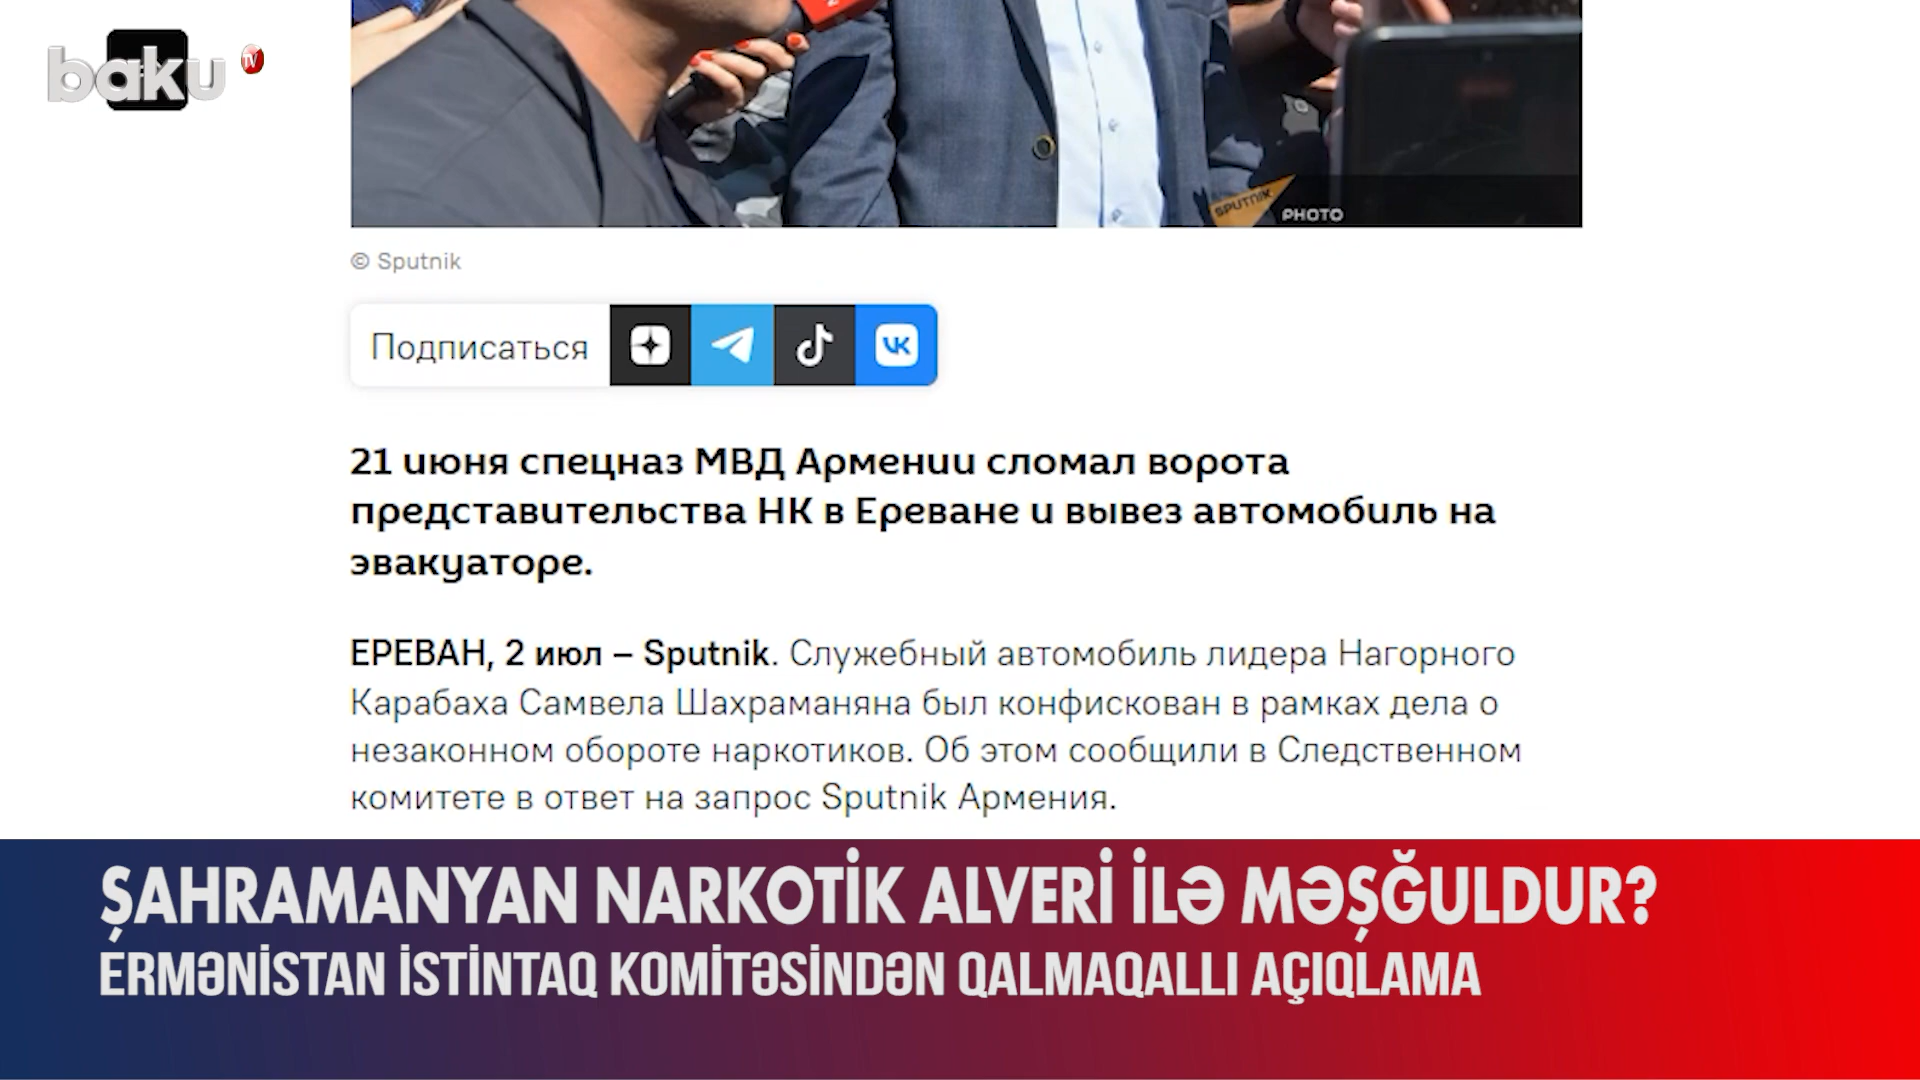 baku TV
SPUTNIK
PHOTO
© Sputnik
Подписаться
21 июня спецназ МВД Армении сломал ворота
представительства НК в Ереване и вывез автомобиль на
эвакуаторе.
ЕРЕВАН, 2 июл – Sputnik. Служебный автомобиль лидера Нагорного
Карабаха Самвела Шахраманяна был конфискован в рамках дела о
незаконном обороте наркотиков. Об этом сообщили в Следственном
комитете в ответ на запрос Sputnik Армения.
ŞAHRAMANYAN NARKOTİK ALVERİ İLƏ MƏŞĞULDUR?
ERMƏNİSTAN İSTİNTAQ KOMİTƏSİNDƏN QALMAQALLI AÇIQLAMA